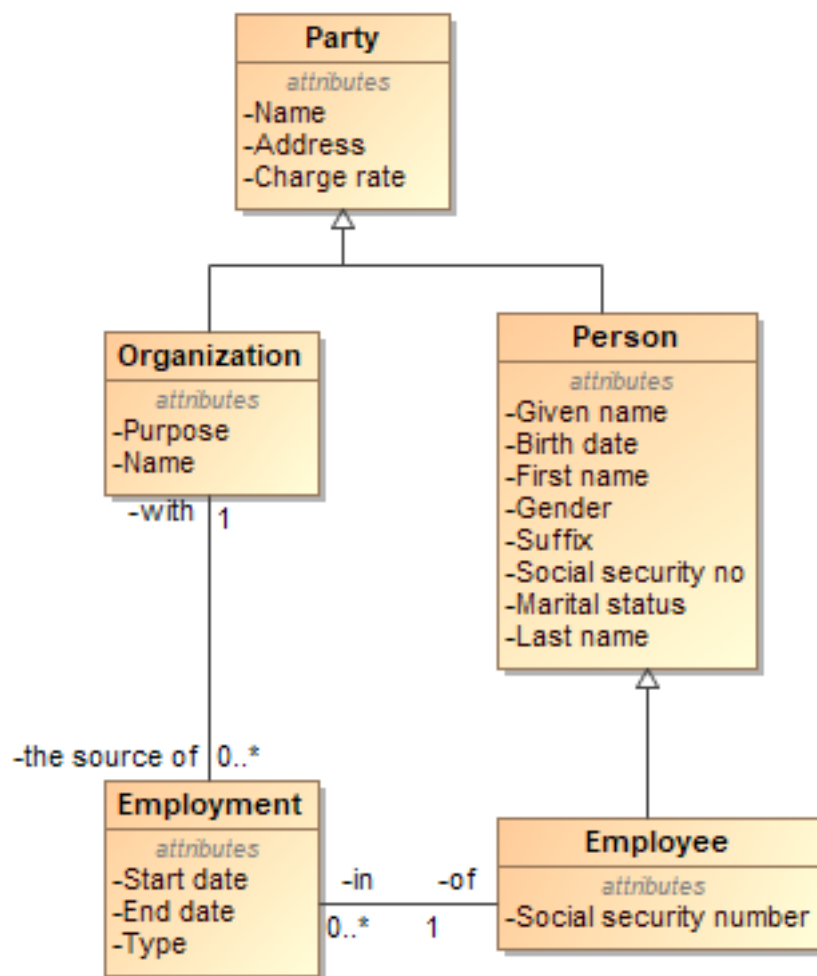 Party
attributes
-Name
-Address
-Charge rate
Organization
attributes
-Purpose
-Name
Person
attributes
-Given name
-Birth date
-First name
-Gender
-Suffix
-Social security no
-Marital status
-Last name
-with
1
-the source of
0..*
Employment
attributes
-Start date
-End date
-Type
-in
-of
0..*
1
Employee
attributes
-Social security number